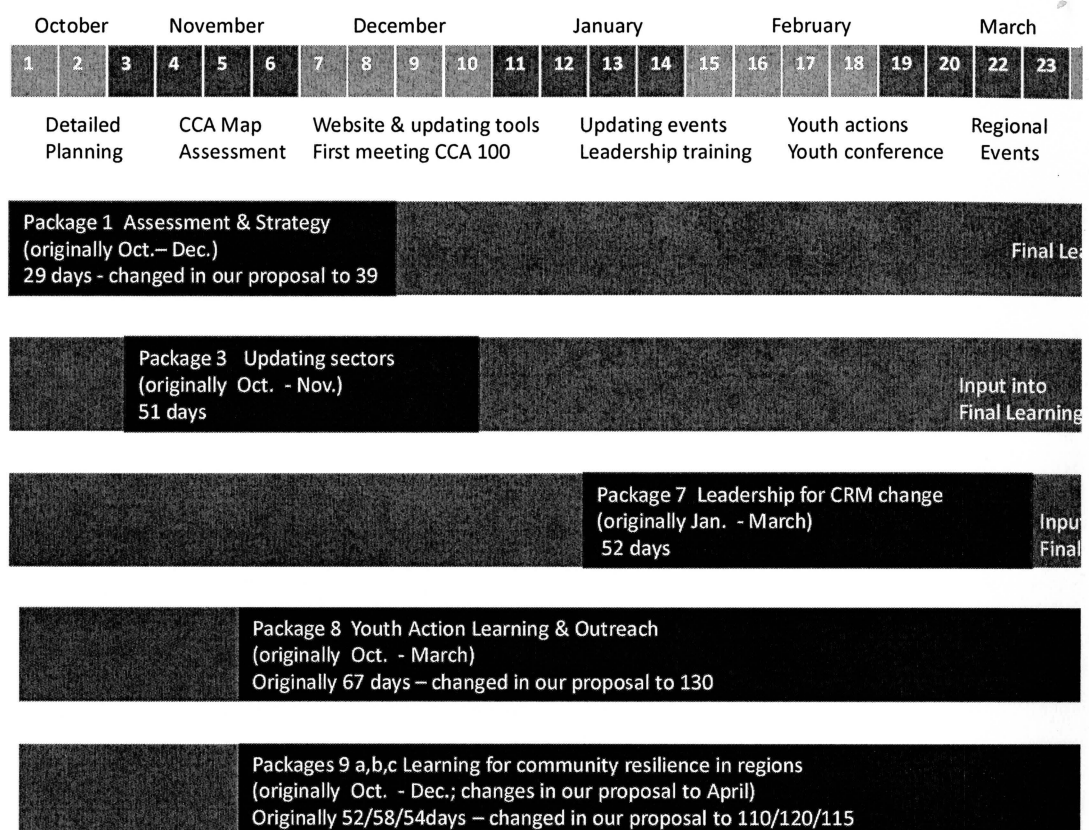 October November December January February March
1 2 3 4 5 6 7 8 9 10 11 12 13 14 15 16 17 18 19 20 22 23
Detailed CCA Map Website & updating tools Updating events Youth actions Regional
Planning Assessment First meeting CCA 100 Leadership training Youth conference Events
Package 1 Assessment & Strategy
(originally Oct.– Dec.)
29 days - changed in our proposal to 39
Final Lea
Package 3 Updating sectors
(originally Oct. - Nov.)
51 days
Input into
Final Learning
Package 7 Leadership for CRM change
(originally Jan. - March)
52 days
Inpu
Final
Package 8 Youth Action Learning & Outreach
(originally Oct. - March)
Originally 67 days – changed in our proposal to 130
Packages 9 a,b,c Learning for community resilience in regions
(originally Oct. - Dec.; changes in our proposal to April)
Originally 52/58/54days – changed in our proposal to 110/120/115